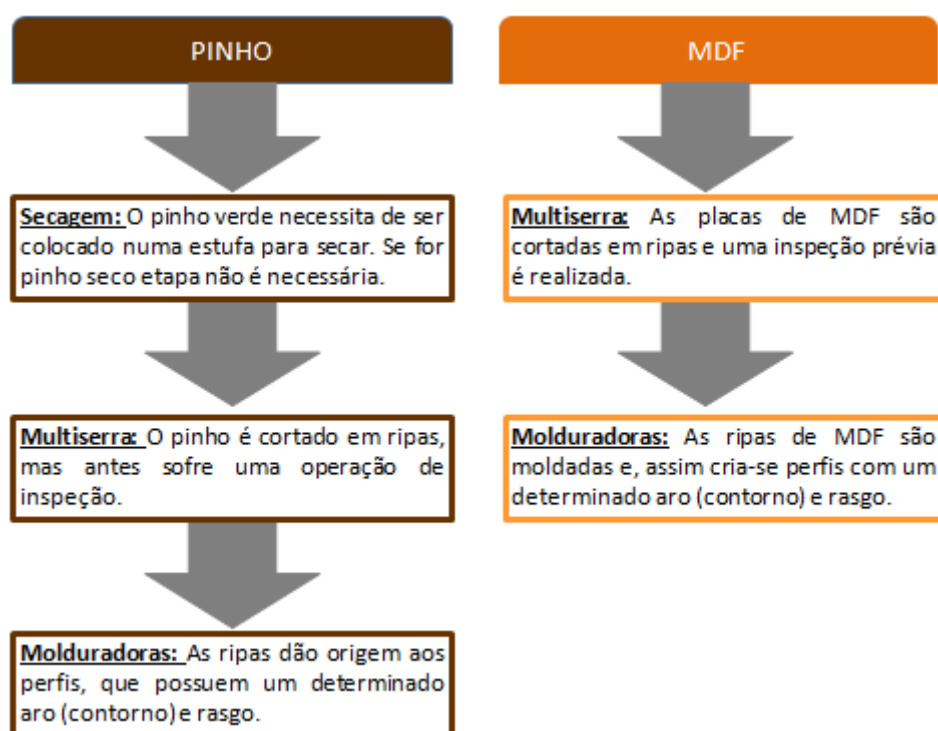 PINHO
Secagem: O pinho verde necessita de ser
colocado numa estufa para secar. Se for
pinho seco etapa não é necessária.
Multiserra: O pinho é cortado em ripas,
mas antes sofre uma operação de
inspeção.
Molduradoras: As ripas dão origem aos
perfis, que possuem um determinado
aro (contorno) e rasgo.
MDF
Multiserra: As placas de MDF são
cortadas em ripas e uma inspeção prévia
é realizada.
Molduradoras: As ripas de MDF são
moldadas e, assim cria-se perfis com um
determinado aro (contorno) e rasgo.